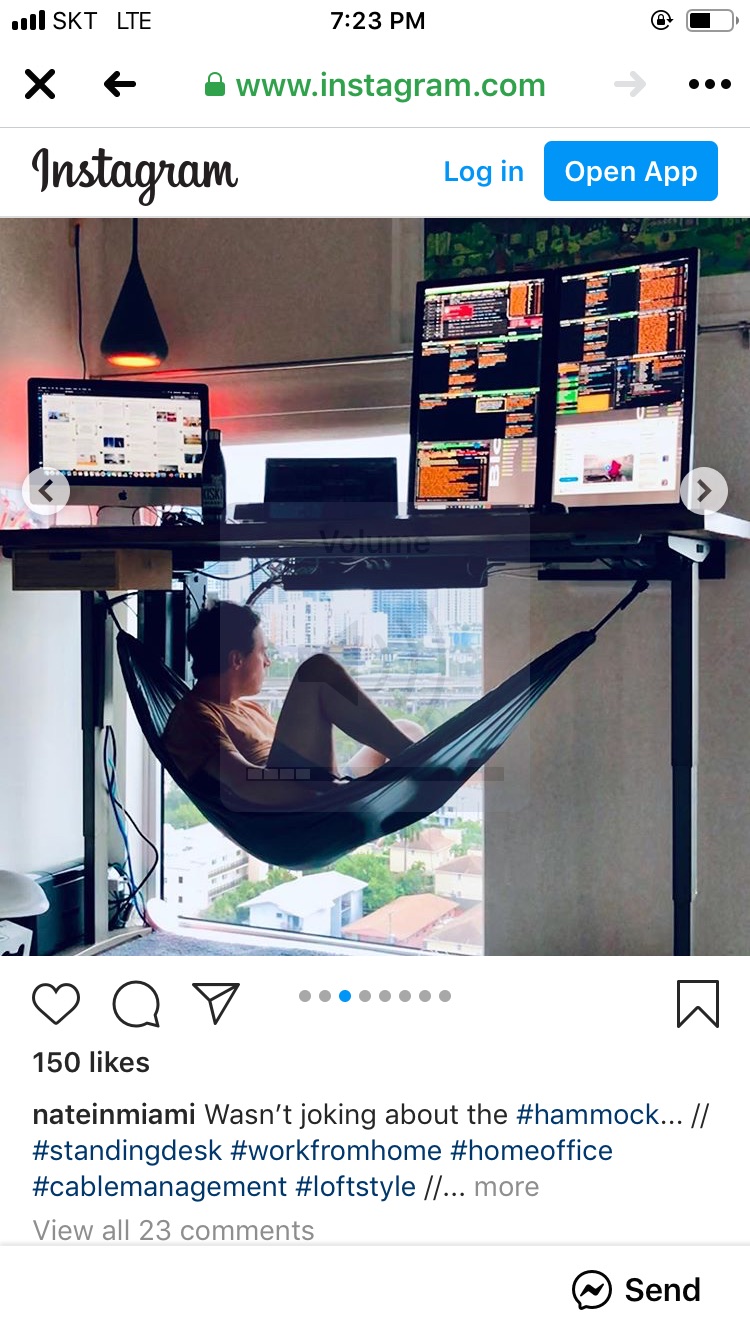 SKT LTE 7:23 PM
www.instagram.com
Instagram Log in Open App
Volume
150 likes
nateinmiami Wasn’t joking about the #hammock... //
#standingdesk #workfromhome #homeoffice
#cablemanagement #loftstyle //... more
View all 23 comments
Send